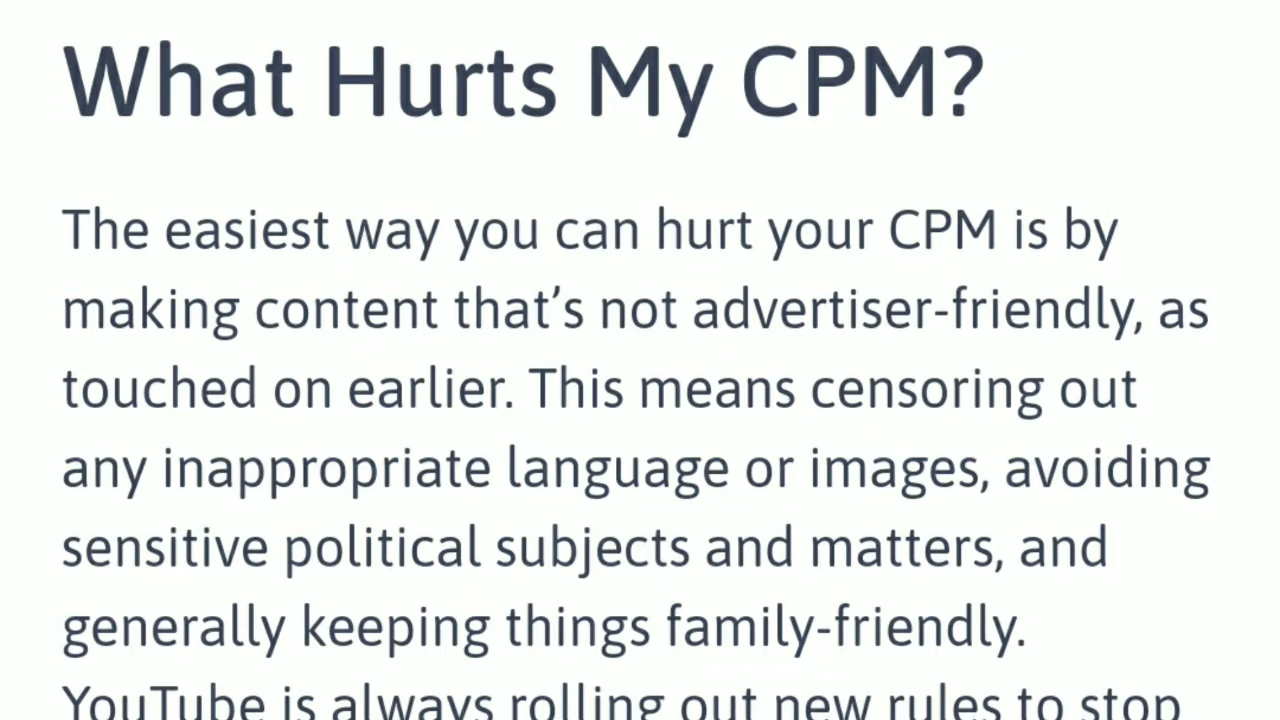 What Hurts My CPM?
The easiest way you can hurt your CPM is by
making content that’s not advertiser-friendly, as
touched on earlier. This means censoring out
any inappropriate language or images, avoiding
sensitive political subjects and matters, and
generally keeping things family-friendly.
YouTube is always rolling out new rules to stop